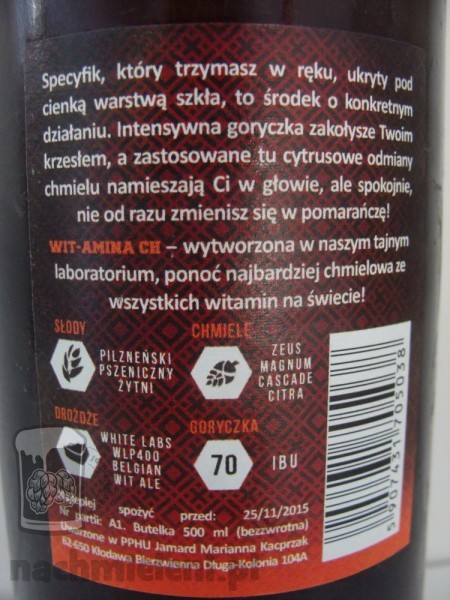 Specyfik, który trzymasz w ręku, ukryty pod
cienką warstwą szkła, to środek o konkretnym
działaniu. Intensywna goryczka zakołysze Twoim
krzesłem, a zastosowane tu cytrusowe odmiany
chmielu namieszają Ci w głowie, ale spokojnie,
nie od razu zmienisz się w pomarańczę!
WIT-AMINA CH – wytworzona w naszym tajnym
laboratorium, ponoć najbardziej chmielowa ze
wszystkich witamin na świecie!
SŁODY
PILZNEŃSKI
PSZENICZNY
ŻYTNI
CHMIELE
ZEUS
MAGNUM
CASCADE
CITRA
DROŻDŻE
WHITE LABS
WLP400
BELGIAN
WIT ALE
GORYCZKA
70 IBU
Najlepiej spożyć przed: 25/11/2015
Nr partii: A1. Butelka 500 ml (bezzwrotna)
Uwarzone w PPHU Jamard Marianna Kacprzak
62-650 Kłodawa Bierzwienna Długa-Kolonia 104A
5907431705038
nachmieleni.pl